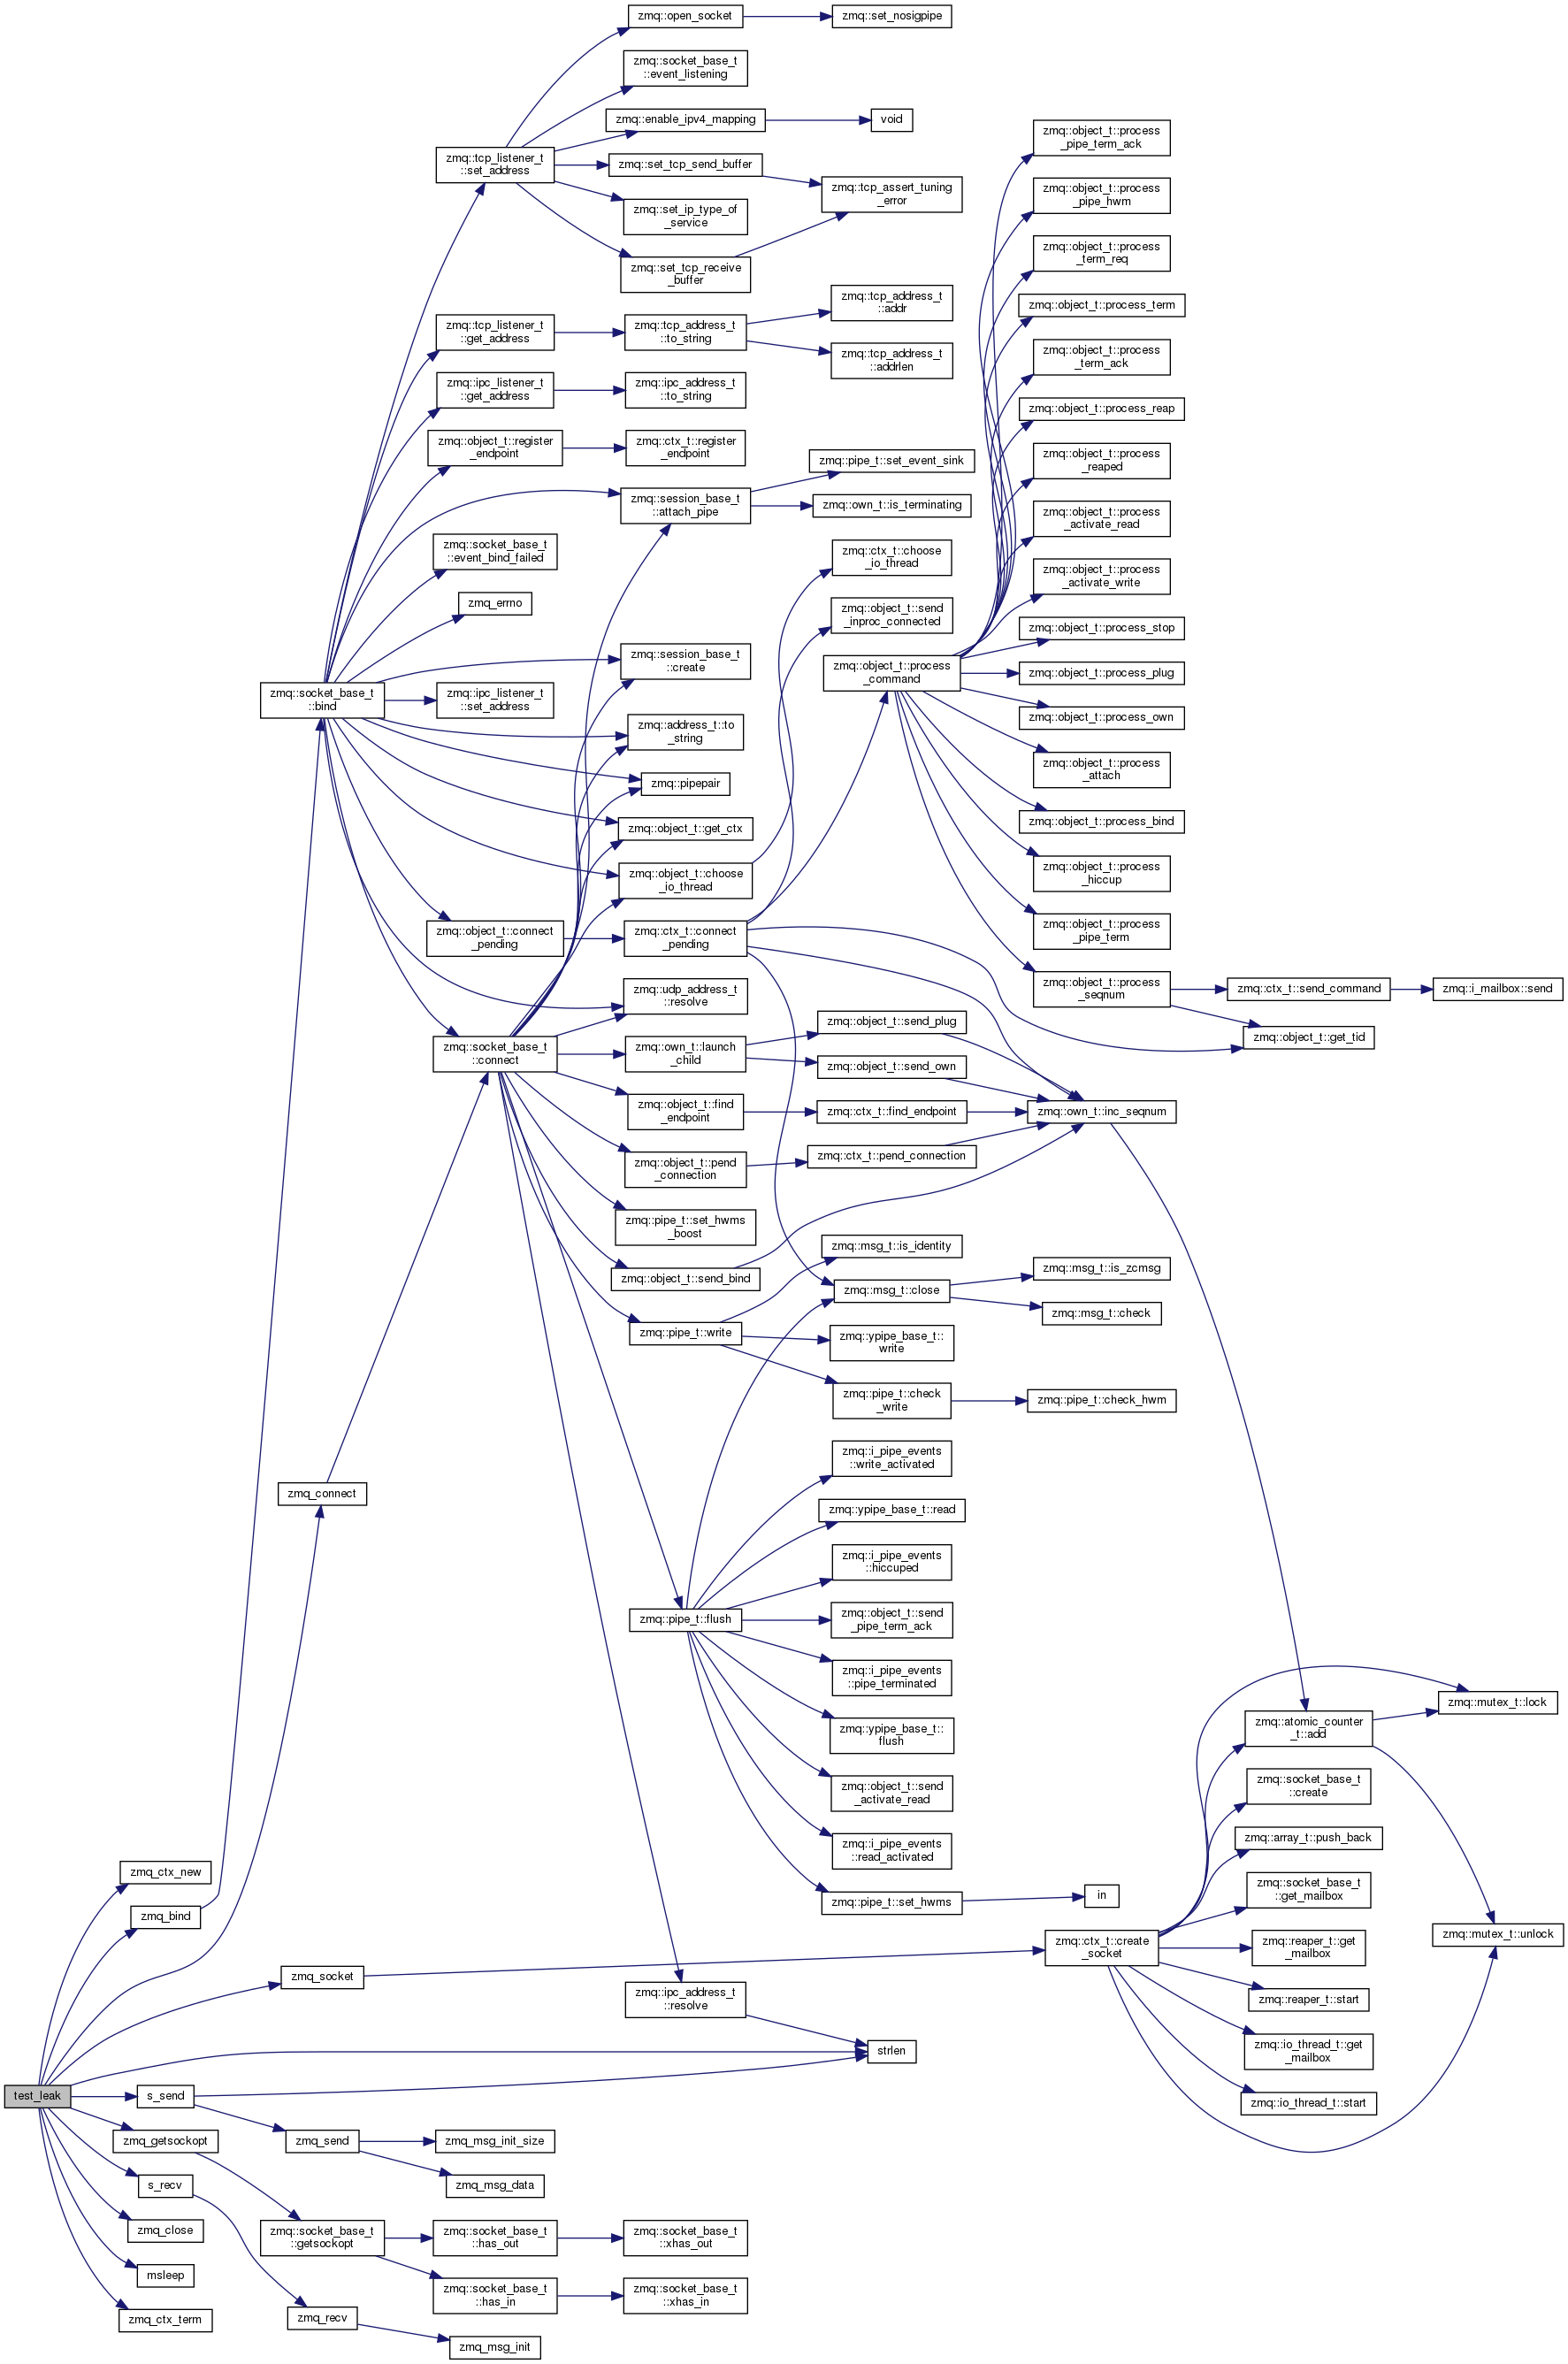 zmq::open_socket
zmq::set_nosigpipe
zmq::socket_base_t
::event_listening
zmq::enable_ipv4_mapping
void
zmq::tcp_listener_t
::set_address
zmq::set_tcp_send_buffer
zmq::tcp_assert_tuning
_error
zmq::set_ip_type_of
_service
zmq::set_tcp_receive
_buffer
zmq::object_t::process
_pipe_term_ack
zmq::object_t::process
_pipe_hwm
zmq::object_t::process
_term_req
zmq::object_t::process_term
zmq::object_t::process
_term_ack
zmq::object_t::process_reap
zmq::object_t::process
_reaped
zmq::object_t::process
_activate_read
zmq::object_t::process
_activate_write
zmq::object_t::process_stop
zmq::object_t::process_plug
zmq::object_t::process_own
zmq::object_t::process
_attach
zmq::object_t::process_bind
zmq::object_t::process
_hiccup
zmq::object_t::process
_pipe_term
zmq::object_t::process
_seqnum
zmq::ctx_t::send_command
zmq::i_mailbox::send
zmq::object_t::get_tid
zmq::tcp_listener_t
::get_address
zmq::tcp_address_t
::to_string
zmq::tcp_address_t
::addr
zmq::tcp_address_t
::addrlen
zmq::ipc_listener_t
::get_address
zmq::ipc_address_t
::to_string
zmq::object_t::register
_endpoint
zmq::ctx_t::register
_endpoint
zmq::session_base_t
::attach_pipe
zmq::pipe_t::set_event_sink
zmq::own_t::is_terminating
zmq::socket_base_t
::event_bind_failed
zmq_errno
zmq::ctx_t::choose
_io_thread
zmq::object_t::send
_inproc_connected
zmq::object_t::process
_command
zmq::socket_base_t
::bind
zmq::ipc_listener_t
::set_address
zmq::session_base_t
::create
zmq::address_t::to
_string
zmq::pipepair
zmq::object_t::get_ctx
zmq::object_t::choose
_io_thread
zmq::object_t::connect
_pending
zmq::ctx_t::connect
_pending
zmq::udp_address_t
::resolve
zmq::socket_base_t
::connect
zmq::own_t::launch
_child
zmq::object_t::send_plug
zmq::object_t::send_own
zmq::object_t::find
_endpoint
zmq::ctx_t::find_endpoint
zmq::own_t::inc_seqnum
zmq::object_t::pend
_connection
zmq::ctx_t::pend_connection
zmq::pipe_t::set_hwms
_boost
zmq::object_t::send_bind
zmq::msg_t::is_identity
zmq::msg_t::close
zmq::msg_t::is_zcmsg
zmq::msg_t::check
zmq::pipe_t::write
zmq::ypipe_base_t::
write
zmq::pipe_t::check
_write
zmq::pipe_t::check_hwm
zmq_connect
zmq::i_pipe_events
::write_activated
zmq::ypipe_base_t::read
zmq::i_pipe_events
::hiccuped
zmq::pipe_t::flush
zmq::object_t::send
_pipe_term_ack
zmq::i_pipe_events
::pipe_terminated
zmq::ypipe_base_t::
flush
zmq::object_t::send
_activate_read
zmq::i_pipe_events
::read_activated
zmq::pipe_t::set_hwms
in
zmq::mutex_t::lock
zmq::atomic_counter
_t::add
zmq::socket_base_t
::create
zmq::array_t::push_back
zmq::socket_base_t
::get_mailbox
zmq::mutex_t::unlock
zmq::ctx_t::create
_socket
zmq::reaper_t::get
_mailbox
zmq::reaper_t::start
zmq::io_thread_t::get
_mailbox
zmq::io_thread_t::start
zmq_ctx_new
zmq_bind
zmq_socket
zmq::ipc_address_t
::resolve
strlen
test_leak
s_send
zmq_getsockopt
zmq_send
zmq_msg_init_size
zmq_msg_data
s_recv
zmq_close
zmq::socket_base_t
::getsockopt
zmq::socket_base_t
::has_out
zmq::socket_base_t
::xhas_out
msleep
zmq::socket_base_t
::has_in
zmq::socket_base_t
::xhas_in
zmq_ctx_term
zmq_recv
zmq_msg_init